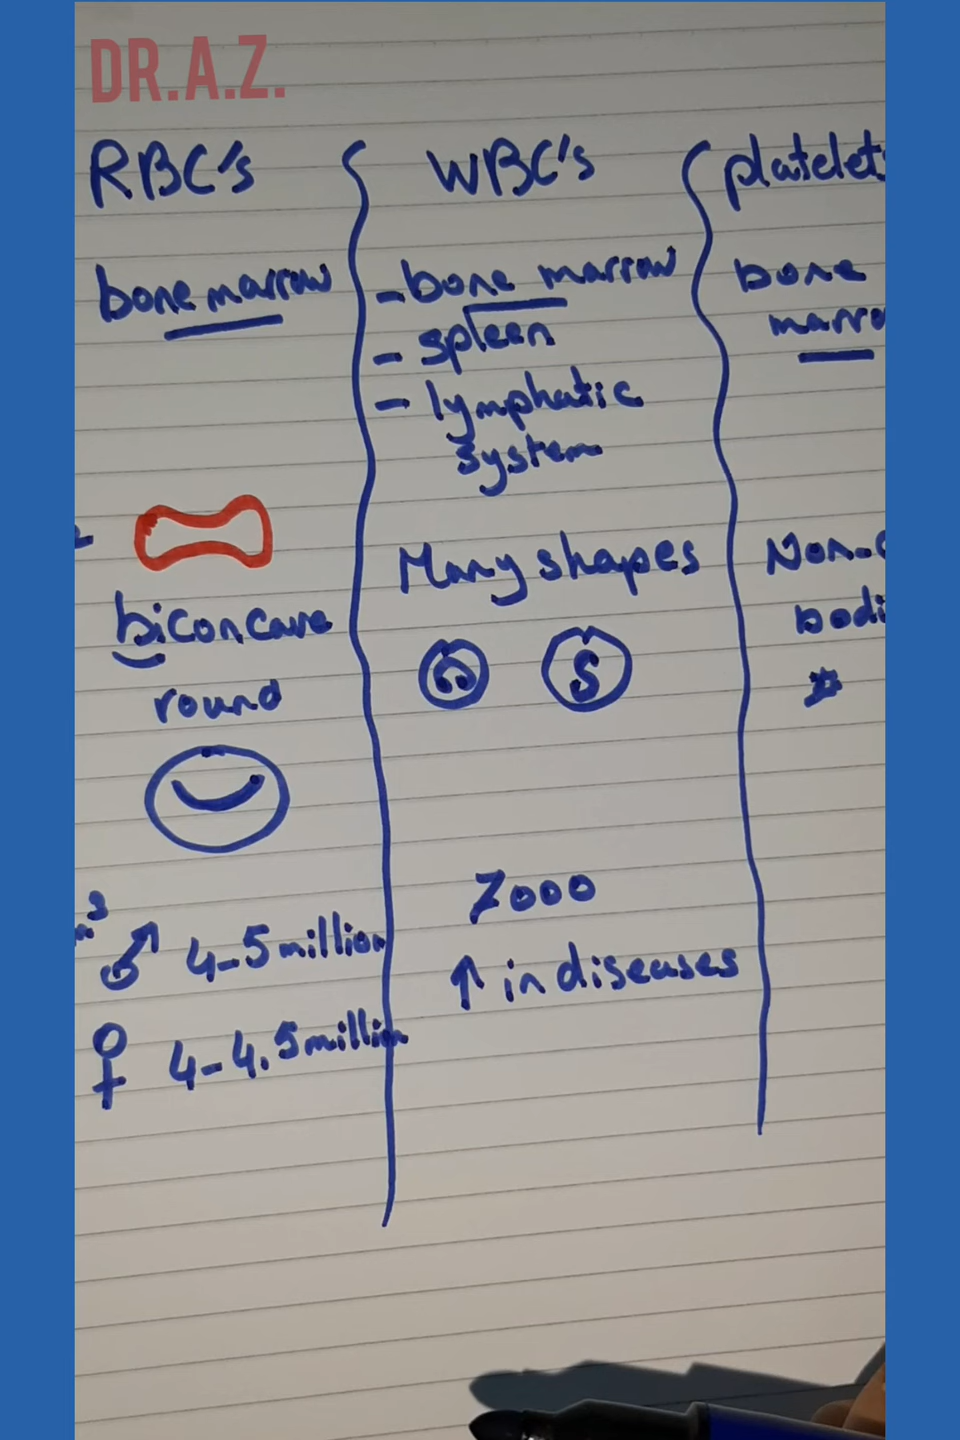 DR.A.Z.
RBC's
WBC's
platelet
bone marrow
- bone marrow
- spleen
- lymphatic
system
bone
marro
biconcave
round
Many shapes
S
Non-
bodi
♂ 4-5 million
♀ 4-4.5 million
7000
↑ in diseases